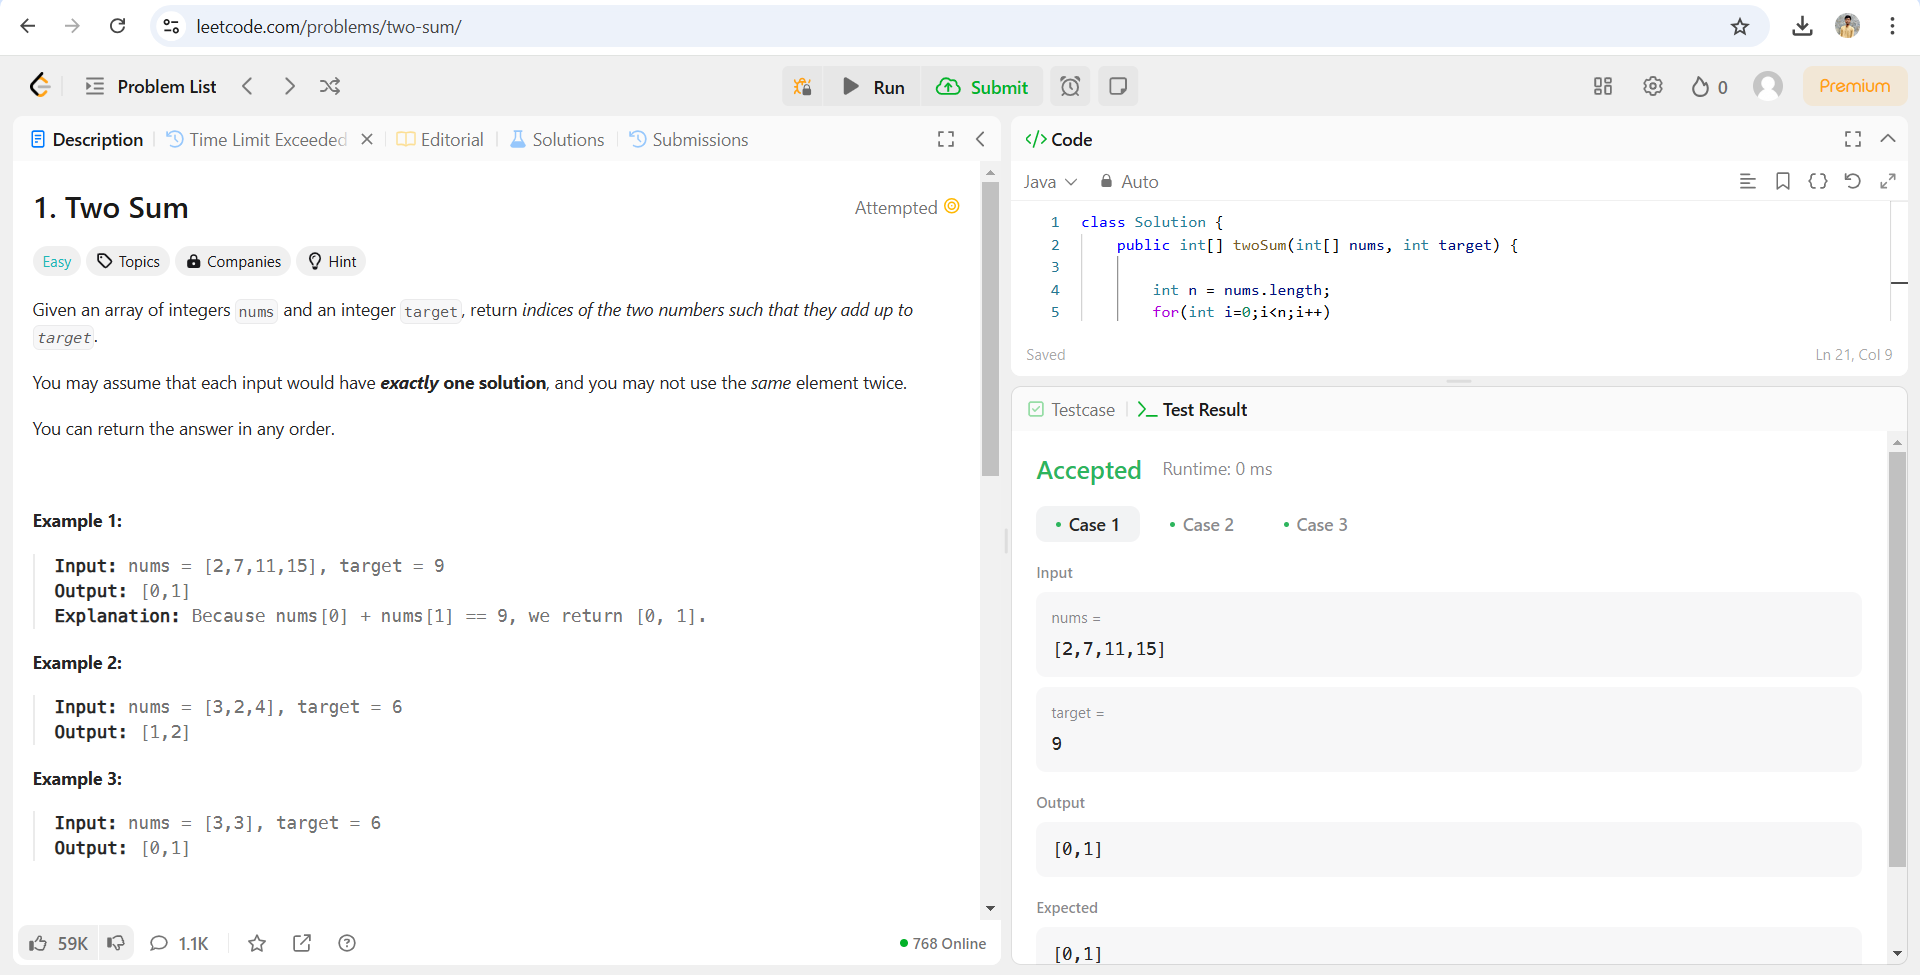 leetcode.com/problems/two-sum/
Problem List
Run
Submit
0
Premium
Description
Time Limit Exceeded
Editorial
Solutions
Submissions
1. Two Sum
Attempted
Easy
Topics
Companies
Hint
Given an array of integers nums and an integer target, return indices of the two numbers such that they add up to
target.
You may assume that each input would have exactly one solution, and you may not use the same element twice.
You can return the answer in any order.
Example 1:
Input: nums = [2,7,11,15], target = 9
Output: [0,1]
Explanation: Because nums[0] + nums[1] == 9, we return [0, 1].
Example 2:
Input: nums = [3,2,4], target = 6
Output: [1,2]
Example 3:
Input: nums = [3,3], target = 6
Output: [0,1]
59K
1.1K
768 Online
</> Code
Java
Auto
1 class Solution {
2 public int[] twoSum(int[] nums, int target) {
3
4 int n = nums.length;
5 for(int i=0;i<n;i++)
Saved
Ln 21, Col 9
Testcase
Test Result
Accepted
Runtime: 0 ms
Case 1
Case 2
Case 3
Input
nums =
[2,7,11,15]
target =
9
Output
[0,1]
Expected
[0,1]